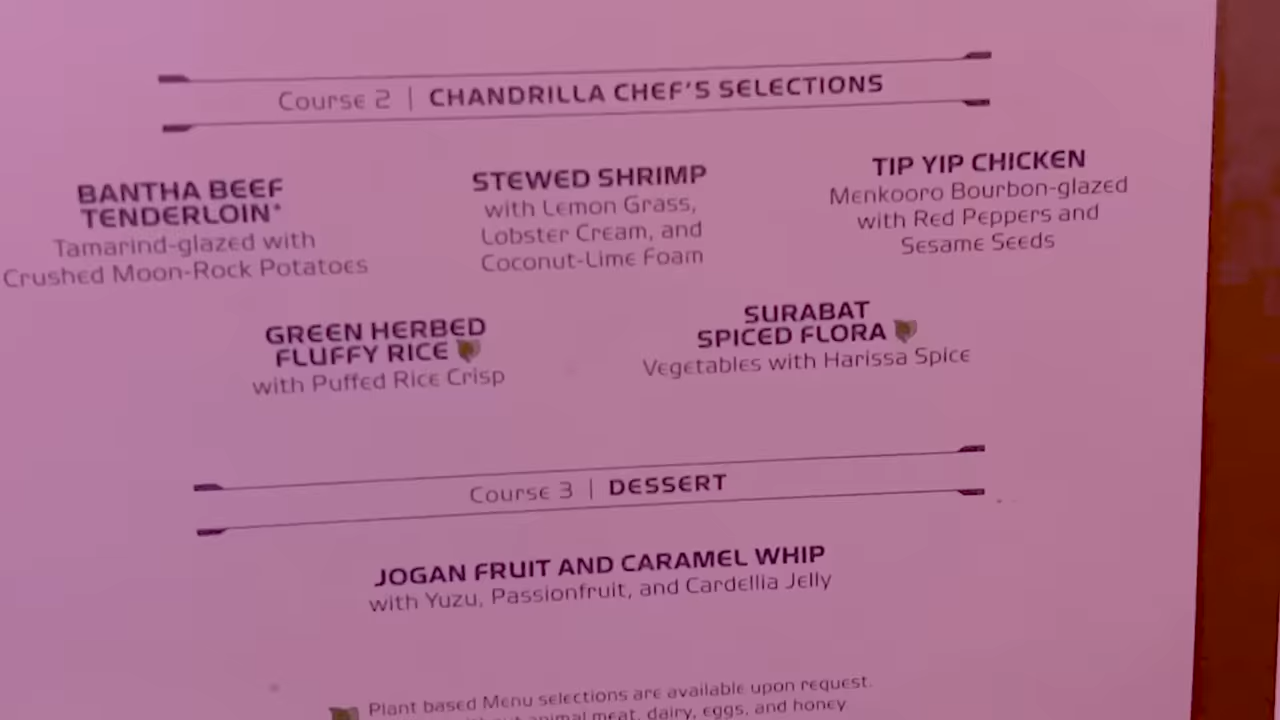 Course 2 | CHANDRILLA CHEF'S SELECTIONS
BANTHA BEEF
TENDERLOIN*
Tamarind-glazed with
Crushed Moon-Rock Potatoes
STEWED SHRIMP
with Lemon Grass,
Lobster Cream, and
Coconut-Lime Foam
TIP YIP CHICKEN
Menkooro Bourbon-glazed
with Red Peppers and
Sesame Seeds
GREEN HERBED
FLUFFY RICE
with Puffed Rice Crisp
SURABAT
SPICED FLORA
Vegetables with Harissa Spice
Course 3 | DESSERT
JOGAN FRUIT AND CARAMEL WHIP
with Yuzu, Passionfruit, and Cardellia Jelly
Plant based Menu selections are available upon request.
animal meat, dairy, eggs, and honey